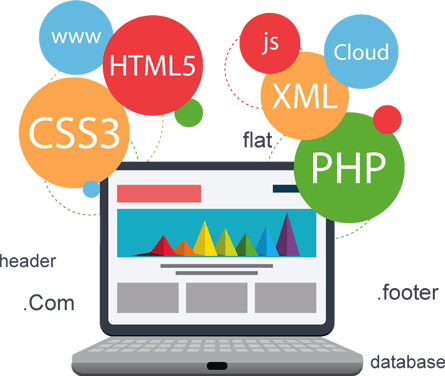 www
HTML5
CSS3
js
Cloud
XML
flat
PHP
header
.Com
.footer
database